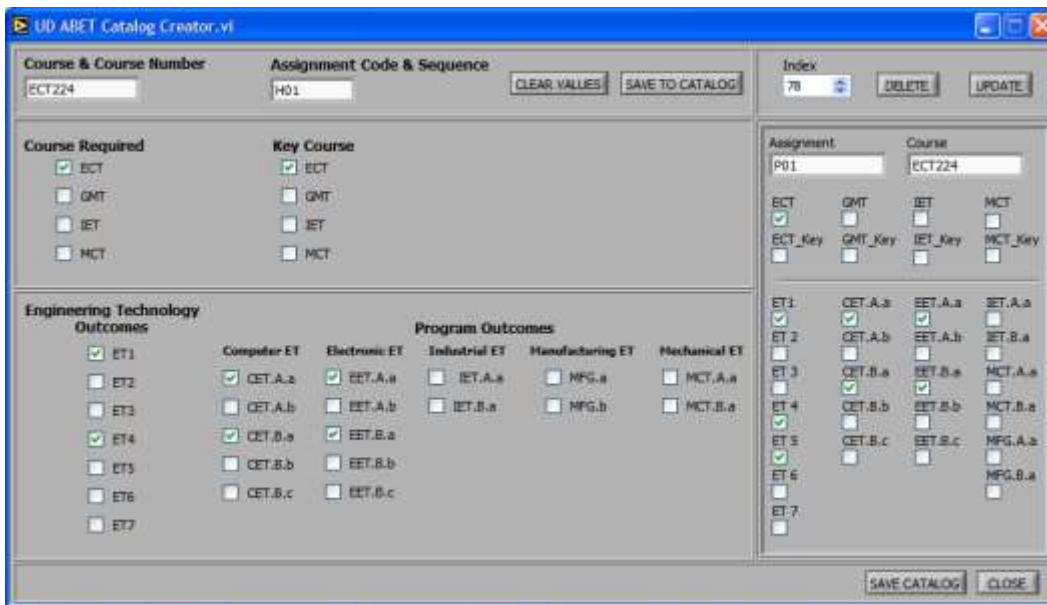 UD ABET Catalog Creator.vi
Course & Course Number
Assignment Code & Sequence
ECT224
H01
CLEAR VALUES
SAVE TO CATALOG
Index
78
DELETE
UPDATE
Course Required
Key Course
ECT
ECT
GMT
GMT
IET
IET
MCT
MCT
Assignment
Course
P01
ECT224
ECT GMT IET MCT
ECT_Key GMT_Key IET_Key MCT_Key
Engineering Technology
Outcomes
Program Outcomes
Computer ET Electronic ET Industrial ET Manufacturing ET Mechanical ET
ET1 CET.A.a EET.A.a IET.A.a MFG.a MCT.A.a
ET2 CET.A.b EET.A.b IET.B.a MFG.b MCT.B.a
ET3 CET.B.a EET.B.a
ET4 CET.B.b EET.B.b
ET5 CET.B.c EET.B.c
ET6
ET7
ET1 CET.A.a EET.A.a IET.A.a
ET 2 CET.A.b EET.A.b IET.B.a
ET 3 CET.B.a EET.B.a MCT.A.a
ET 4 CET.B.b EET.B.b MCT.B.a
ET 5 CET.B.c EET.B.c MFG.A.a
ET 6 MFG.B.a
ET 7
SAVE CATALOG
CLOSE